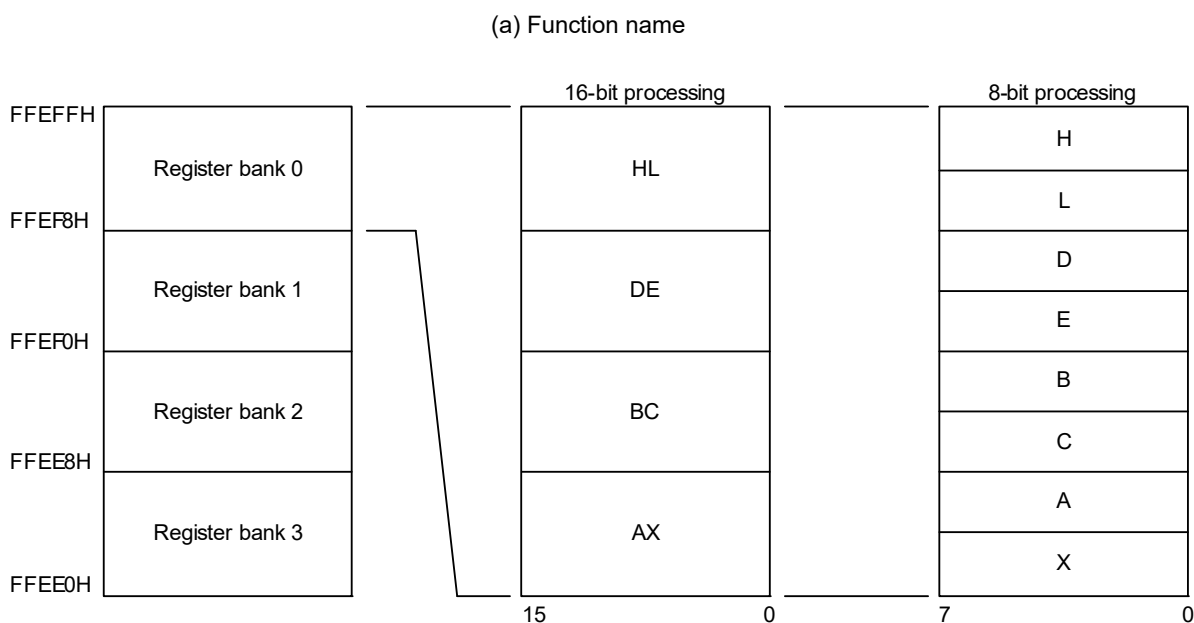 (a) Function name
16-bit processing
8-bit processing
FFEFFH
H
Register bank 0
HL
L
FFEF8H
D
Register bank 1
DE
E
FFEF0H
B
Register bank 2
BC
C
FFEE8H
A
Register bank 3
AX
X
FFEE0H
15 0 7 0